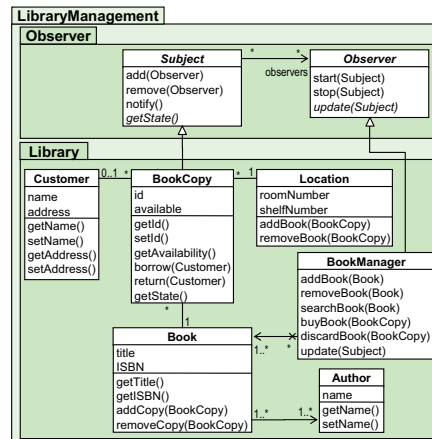 LibraryManagement
Observer
Subject
add(Observer)
remove(Observer)
notify()
getState()
*
*
observers
Observer
start(Subject)
stop(Subject)
update(Subject)
Library
Customer
name
address
getName()
setName()
getAddress()
setAddress()
0..1
*
BookCopy
id
available
getId()
setId()
getAvailability()
borrow(Customer)
return(Customer)
getState()
*
1
Location
roomNumber
shelfNumber
addBook(BookCopy)
removeBook(BookCopy)
BookManager
addBook(Book)
removeBook(Book)
searchBook(Book)
buyBook(BookCopy)
discardBook(BookCopy)
update(Subject)
*
1
Book
title
ISBN
getTitle()
getISBN()
addCopy(BookCopy)
removeCopy(BookCopy)
1..*
*
1..*
1..*
Author
name
getName()
setName()